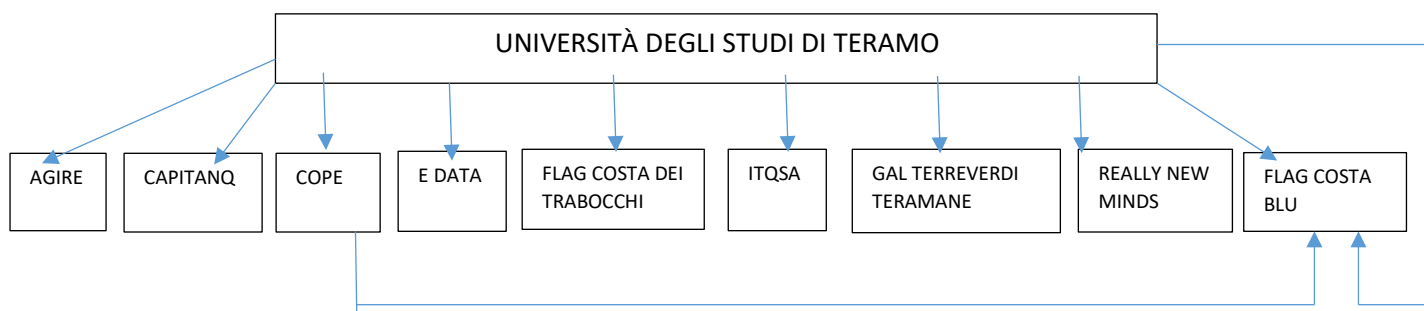 UNIVERSITÀ DEGLI STUDI DI TERAMO
AGIRE
CAPITANQ
COPE
E DATA
FLAG COSTA DEI
TRABOCCHI
ITQSA
GAL TERREVERDI
TERAMANE
REALLY NEW
MINDS
FLAG COSTA
BLU